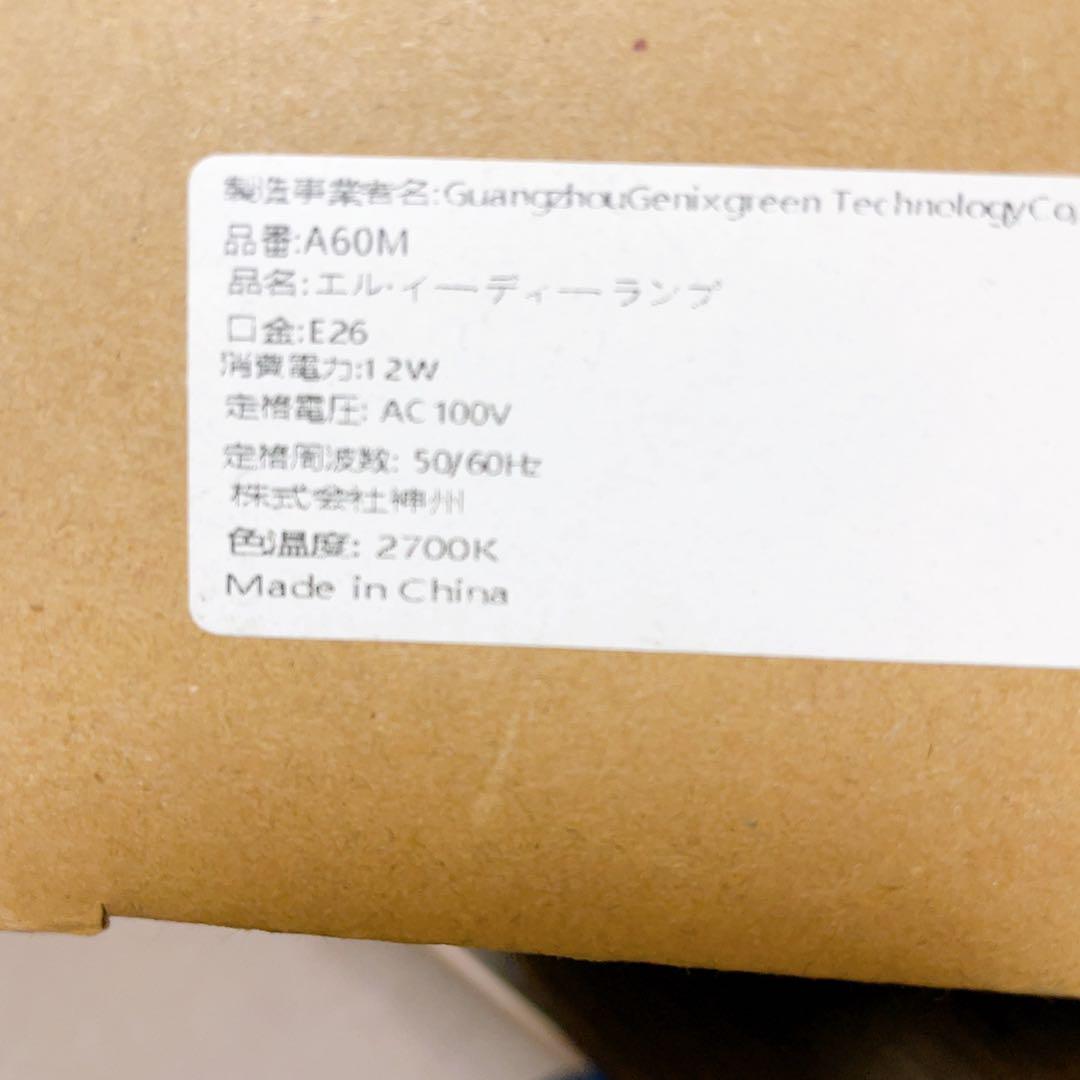 製造事業者名:GuangzhouGenixgreen TechnologyCo,
品番:A60M
品名:エル・イーディーランプ
口金:E26
消費電力:12W
定格電圧: AC 100V
定格周波数: 50/60Hz
株式会社神州
色温度: 2700K
Made in China